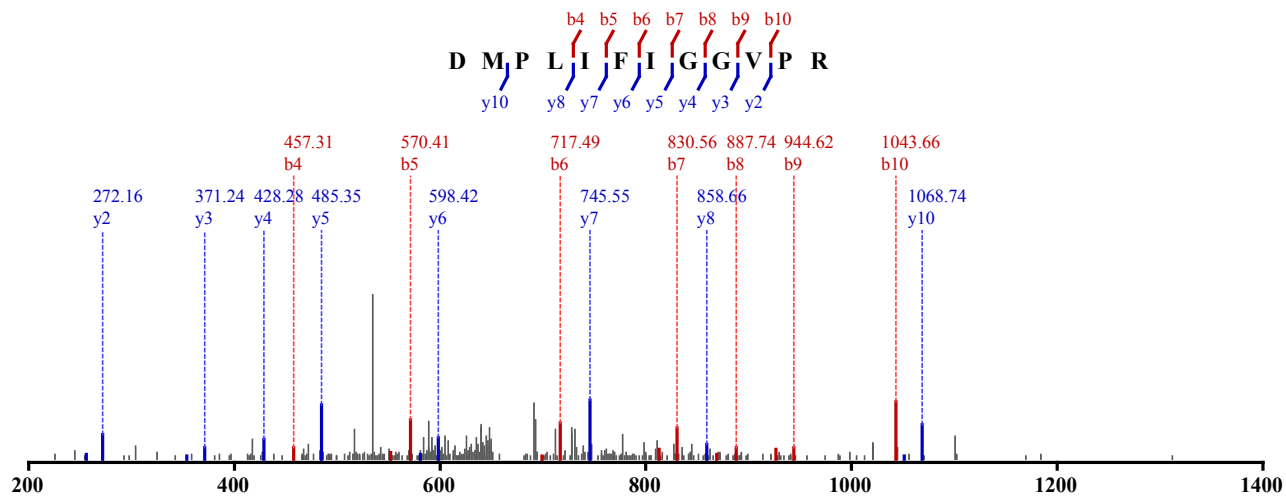 b4 b5 b6 b7 b8 b9 b10
D M P L I F I G G V P R
y10 y8 y7 y6 y5 y4 y3 y2
457.31 570.41 717.49 830.56 887.74 944.62 1043.66
b4 b5 b6 b7 b8 b9 b10
272.16 371.24 428.28 485.35 598.42 745.55 858.66 1068.74
y2 y3 y4 y5 y6 y7 y8 y10
200 400 600 800 1000 1200 1400